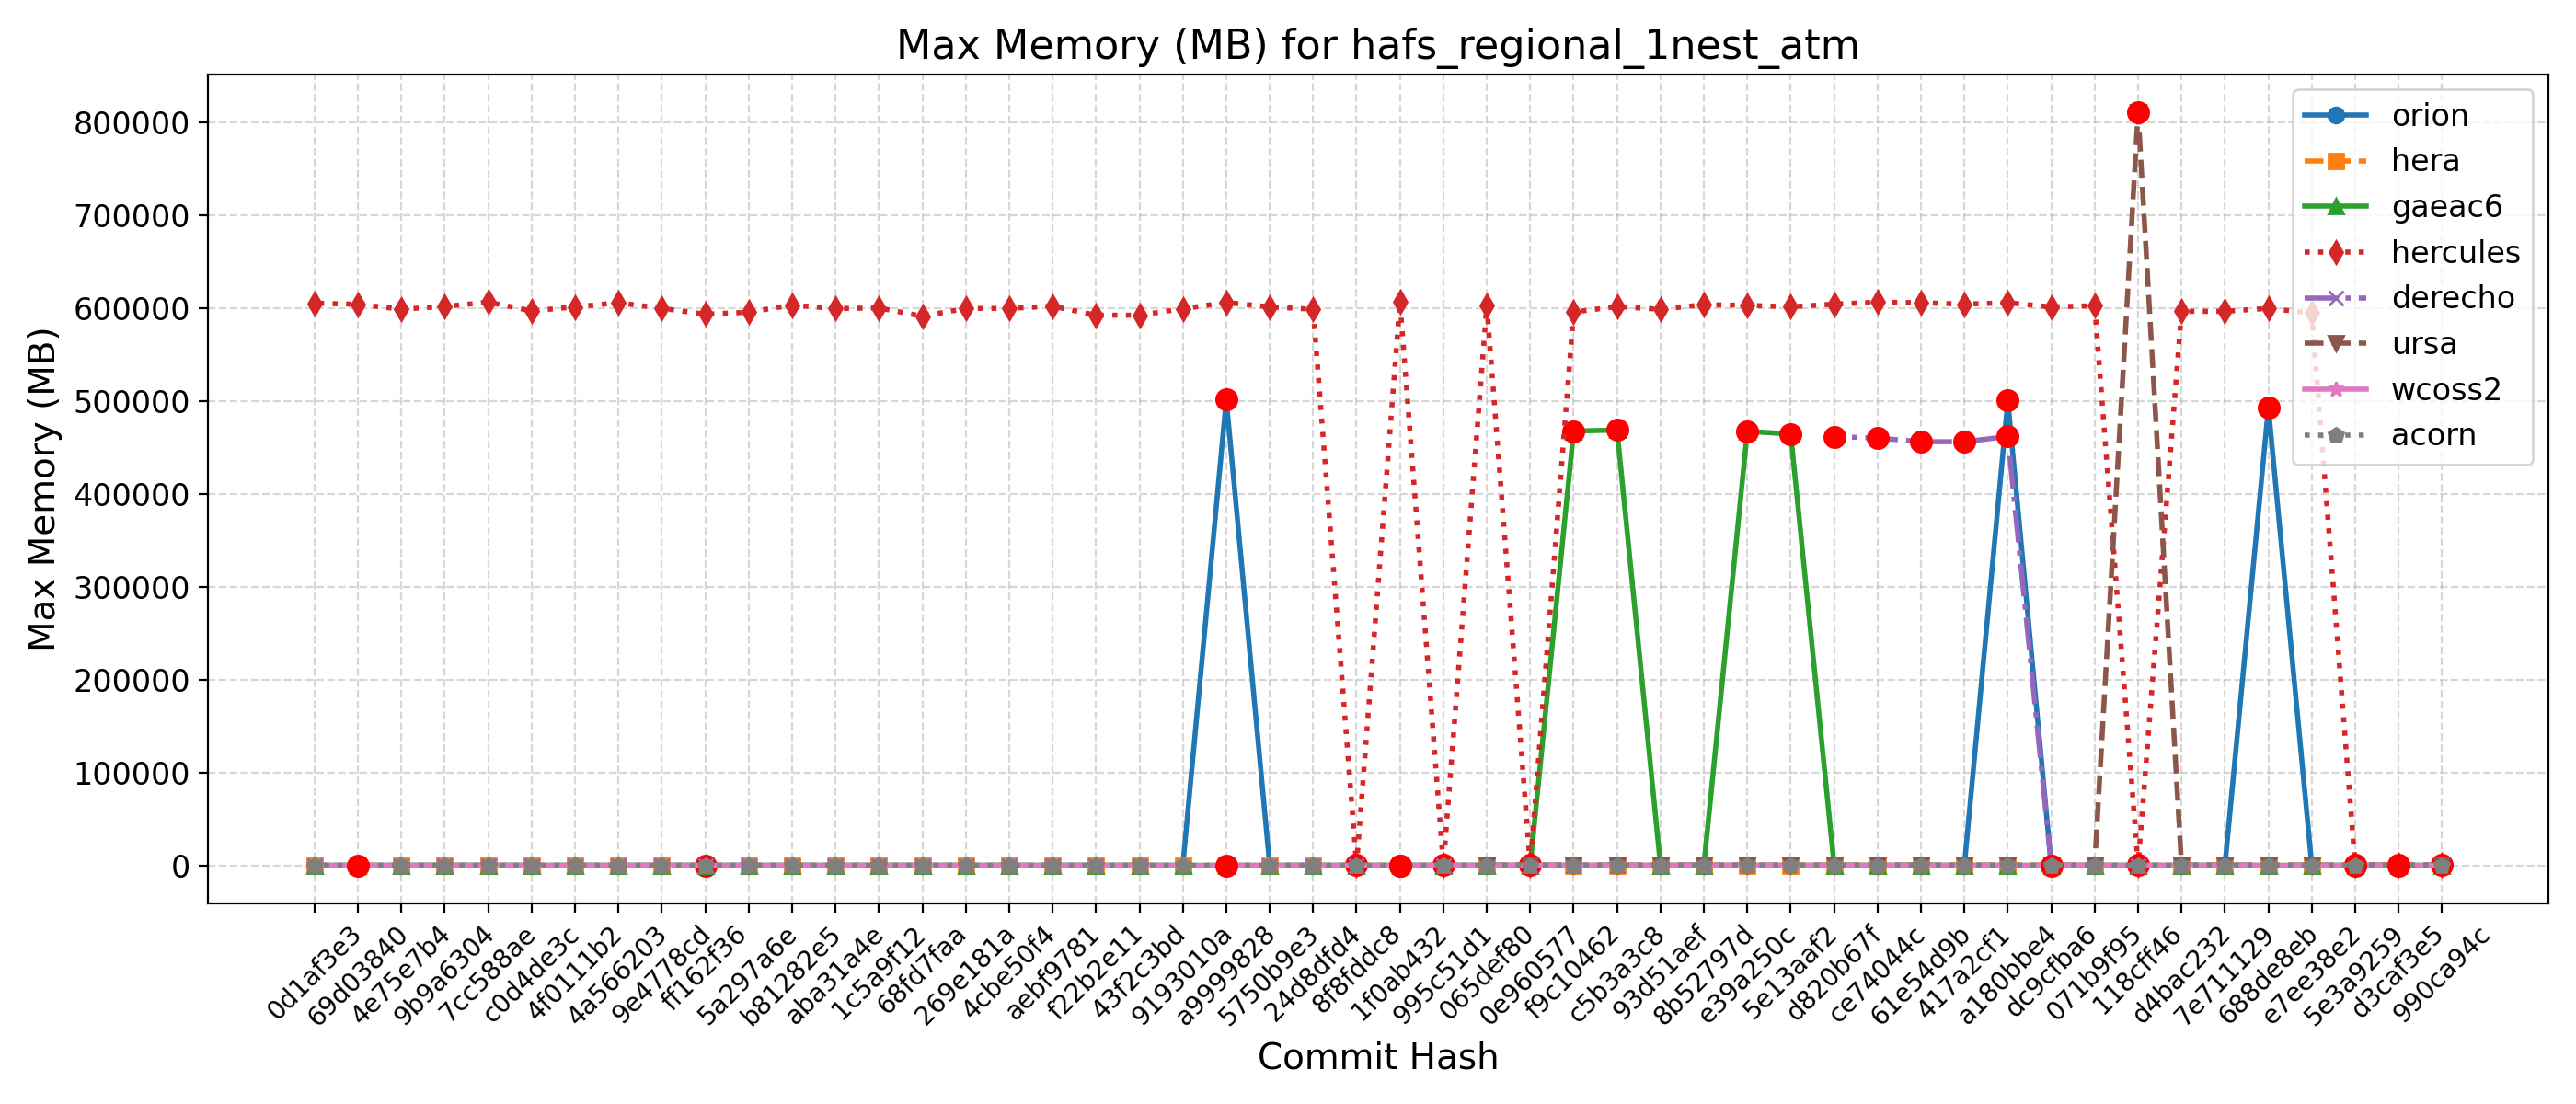 Max Memory (MB) for hafs_regional_1nest_atm
Max Memory (MB)
800000
700000
600000
500000
400000
300000
200000
100000
0
orion
hera
gaeac6
hercules
derecho
ursa
wcoss2
acorn
0d1af3e3
69d03840
4e75e7b4
9b9a6304
7cc588ae
c0d4de3c
4f0111b2
4a566203
9e4778cd
ff162f36
5a297a6e
b81282e5
aba31a4e
1c5a9f12
68fd7faa
269e181a
4cbe50f4
aebf9781
f22b2e11
43f2c3bd
9193010a
a9999828
5750b9e3
24d8dfd4
8f8fddc8
1f0ab432
995c51d1
065def80
0e960577
f9c10462
c5b3a3c8
93d51aef
8b52797d
e39a250c
5e13aaf2
d820b67f
ce74044c
61e54d9b
417a2cf1
a180bbe4
dc9cfba6
071b9f95
118cff46
d4bac232
7e711129
688de8eb
e7ee38e2
5e3a9259
d3caf3e5
990ca94c
Commit Hash